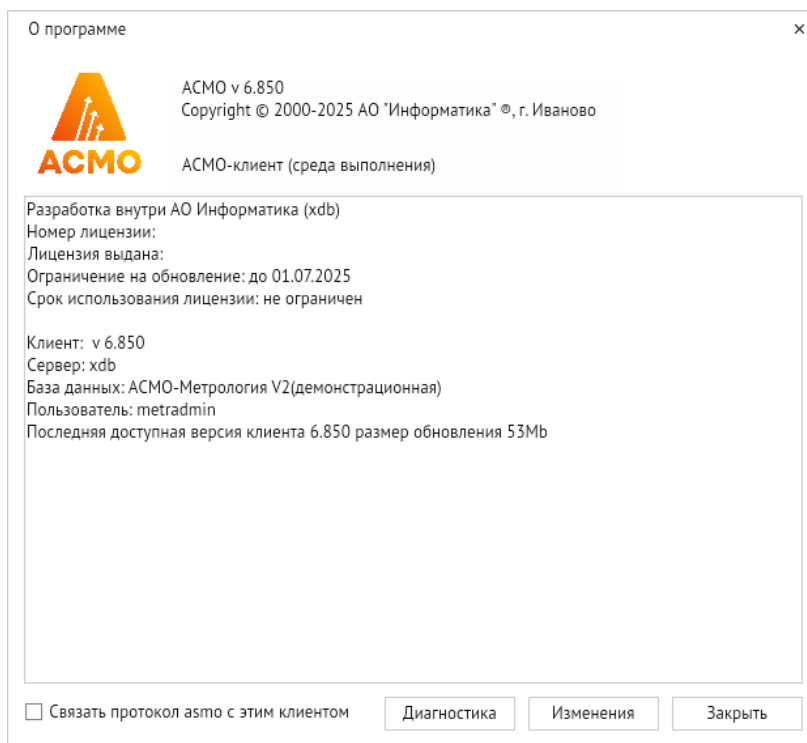 О программе
АСМО v 6.850
Copyright © 2000-2025 АО "Информатика" ®, г. Иваново
АСМО
АСМО-клиент (среда выполнения)
Разработка внутри АО Информатика (xdb)
Номер лицензии:
Лицензия выдана:
Ограничение на обновление: до 01.07.2025
Срок использования лицензии: не ограничен
Клиент:  v 6.850
Сервер: xdb
База данных: АСМО-Метрология V2(демонстрационная)
Пользователь: metradmin
Последняя доступная версия клиента 6.850 размер обновления 53Mb
Связать протокол asmo с этим клиентом
Диагностика
Изменения
Закрыть